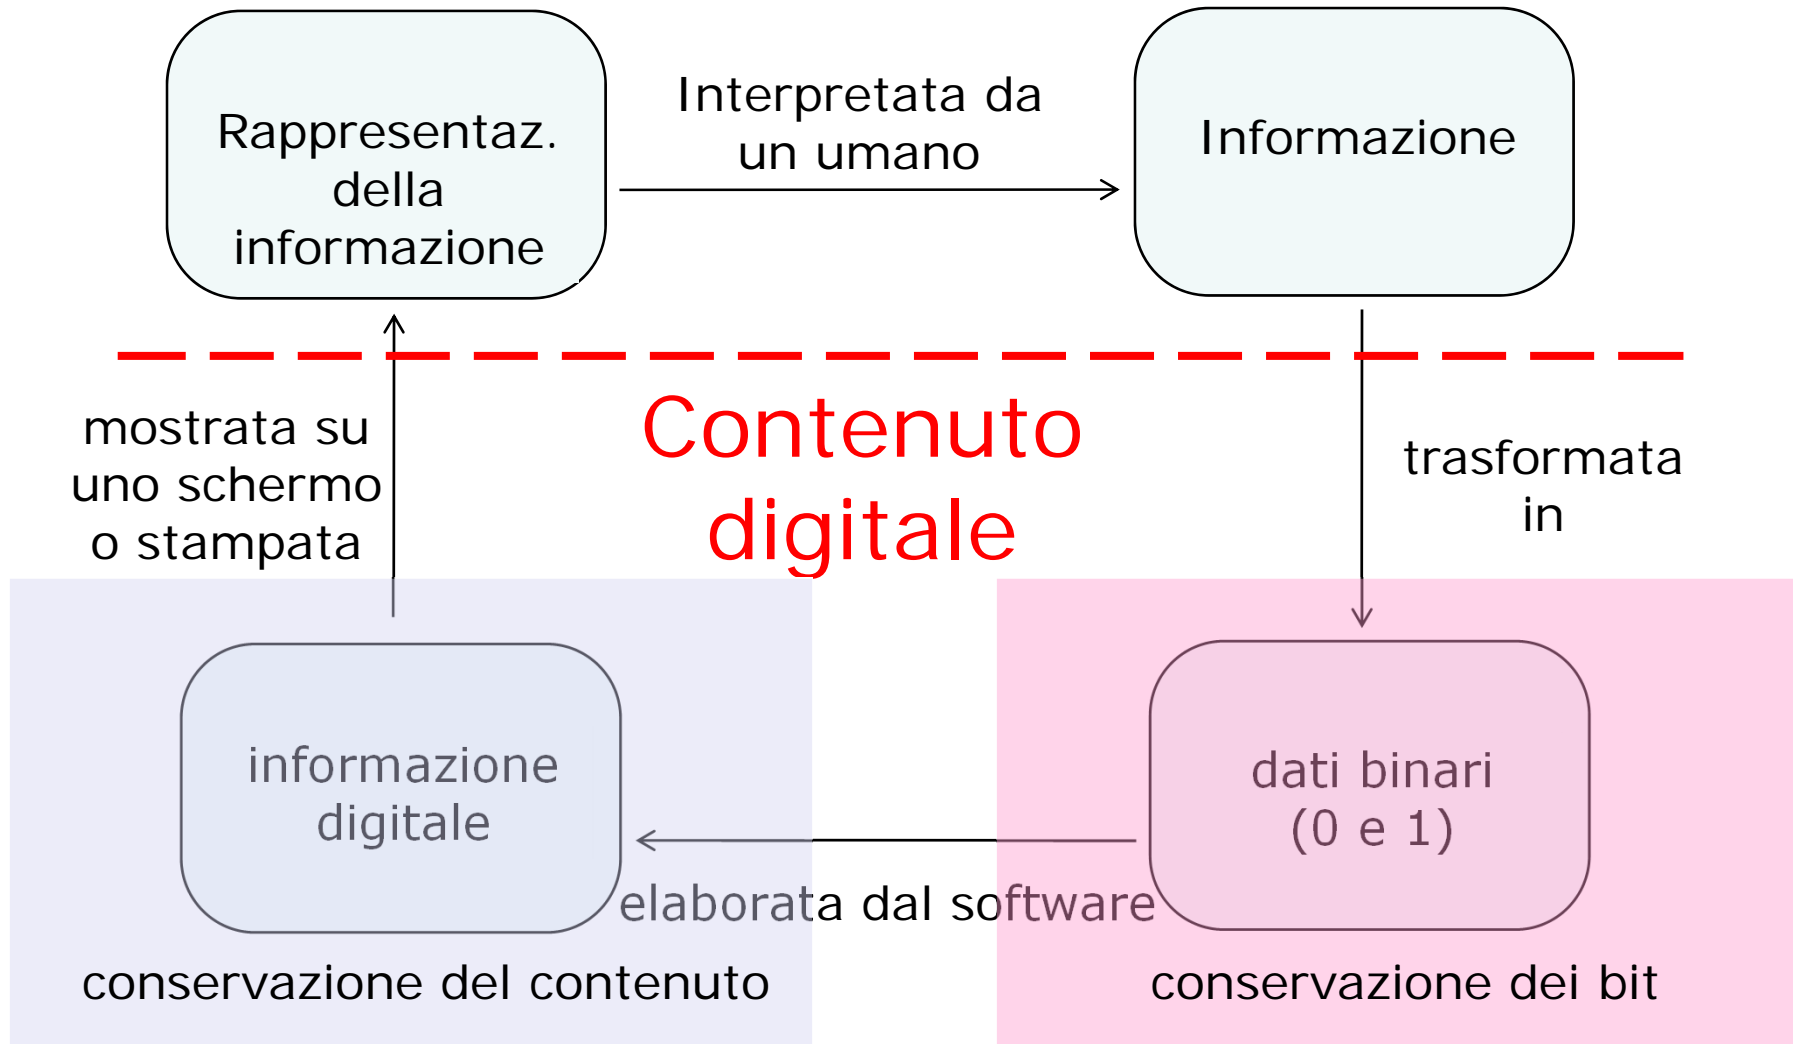 Rappresentaz.
della
informazione
Interpretata da
un umano
Informazione
mostrata su
uno schermo
o stampata
Contenuto
digitale
trasformata
in
informazione
digitale
dati binari
(0 e 1)
elaborata dal software
conservazione del contenuto
conservazione dei bit